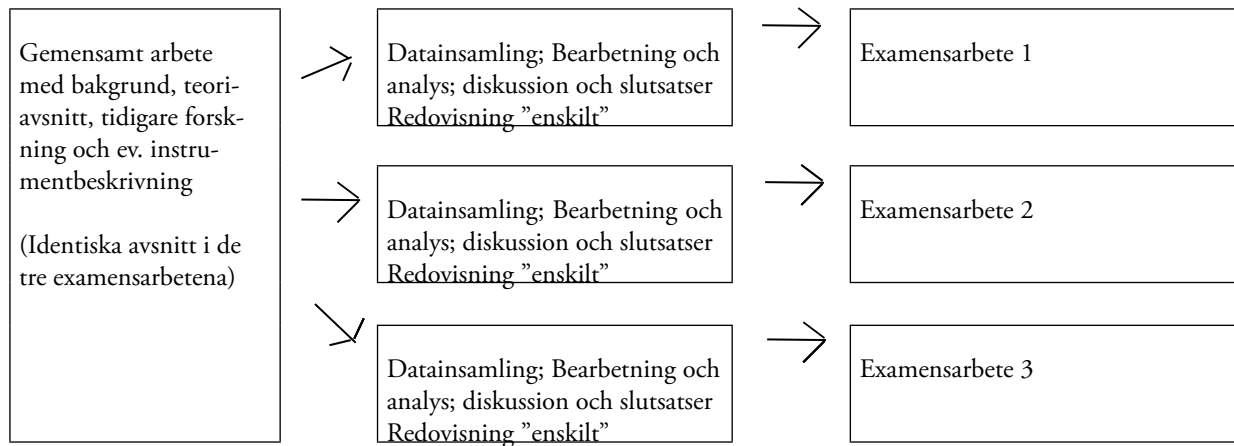 Gemensamt arbete
med bakgrund, teori-
avsnitt, tidigare forsk-
ning och ev. instru-
mentbeskrivning
(Identiska avsnitt i de
tre examensarbetena)
Datainsamling; Bearbetning och
analys; diskussion och slutsatser
Redovisning ”enskilt”
Examensarbete 1
Datainsamling; Bearbetning och
analys; diskussion och slutsatser
Redovisning ”enskilt”
Examensarbete 2
Datainsamling; Bearbetning och
analys; diskussion och slutsatser
Redovisning ”enskilt”
Examensarbete 3